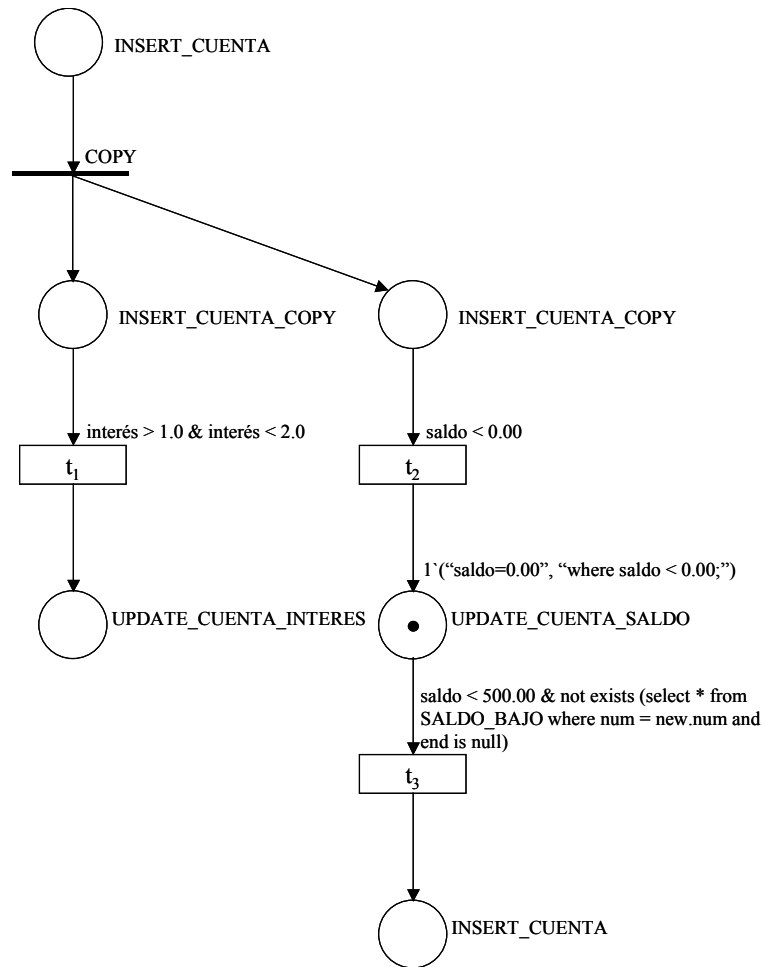 INSERT_CUENTA
COPY
INSERT_CUENTA_COPY
INSERT_CUENTA_COPY
interés > 1.0 & interés < 2.0
saldo < 0.00
t₁
t₂
1`(“saldo=0.00”, “where saldo < 0.00;”)
UPDATE_CUENTA_INTERES
UPDATE_CUENTA_SALDO
saldo < 500.00 & not exists (select * from
SALDO_BAJO where num = new.num and
end is null)
t₃
INSERT_CUENTA